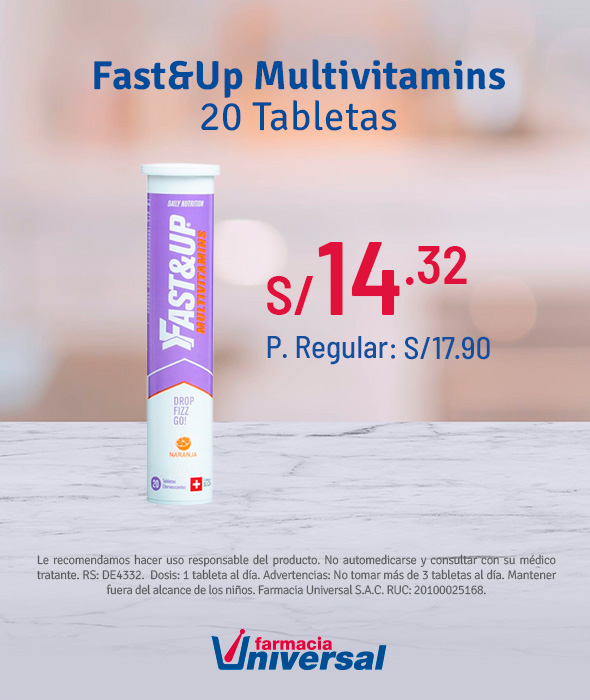 Fast&Up Multivitamins
20 Tabletas
DAILY NUTRITION
FAST&UP
MULTIVITAMINS
S/14.32
P. Regular: S/17.90
DROP
FIZZ
GO!
NARANJA
20 Tabletas
Efervescentes
Le recomendamos hacer uso responsable del producto. No automedicarse y consultar con su médico
tratante. RS: DE4332. Dosis: 1 tableta al día. Advertencias: No tomar más de 3 tabletas al día. Mantener
fuera del alcance de los niños. Farmacia Universal S.A.C. RUC: 20100025168.
farmacia
Universal